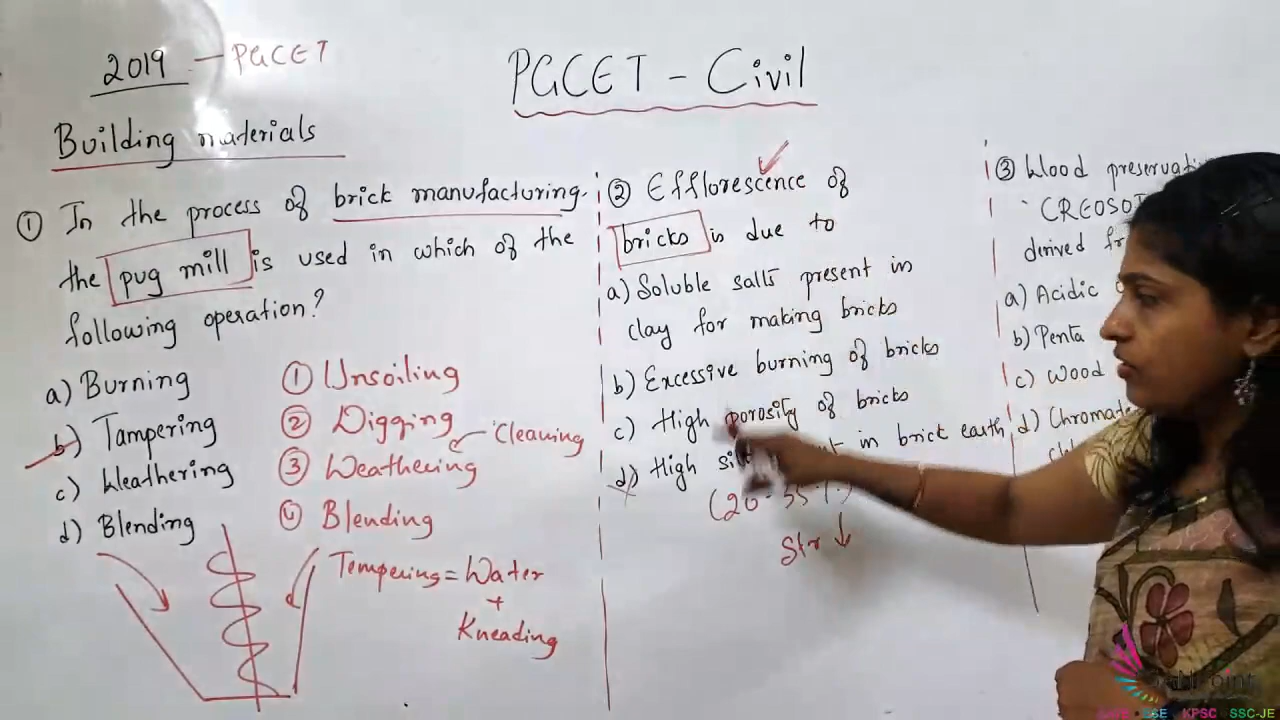 2019 - PGCET
PGCET - Civil
Building materials
① In the process of brick manufacturing.
the pug mill is used in which of the
following operation?
a) Burning
b) Tampering
c) Weathering
d) Blending
① Unsoiling
② Digging
Cleaning
③ Weathering
④ Blending
Tempering = Water
+
Kneading
② Efflorescence of
bricks is due to
a) Soluble salts present in
clay for making bricks
b) Excessive burning of bricks
c) High porosity of bricks
d) High in brick earth
Str ↓
③ Wood
derived
a) Acidic
b) Penta
c) Wood
d)
KPSC SSC-JE